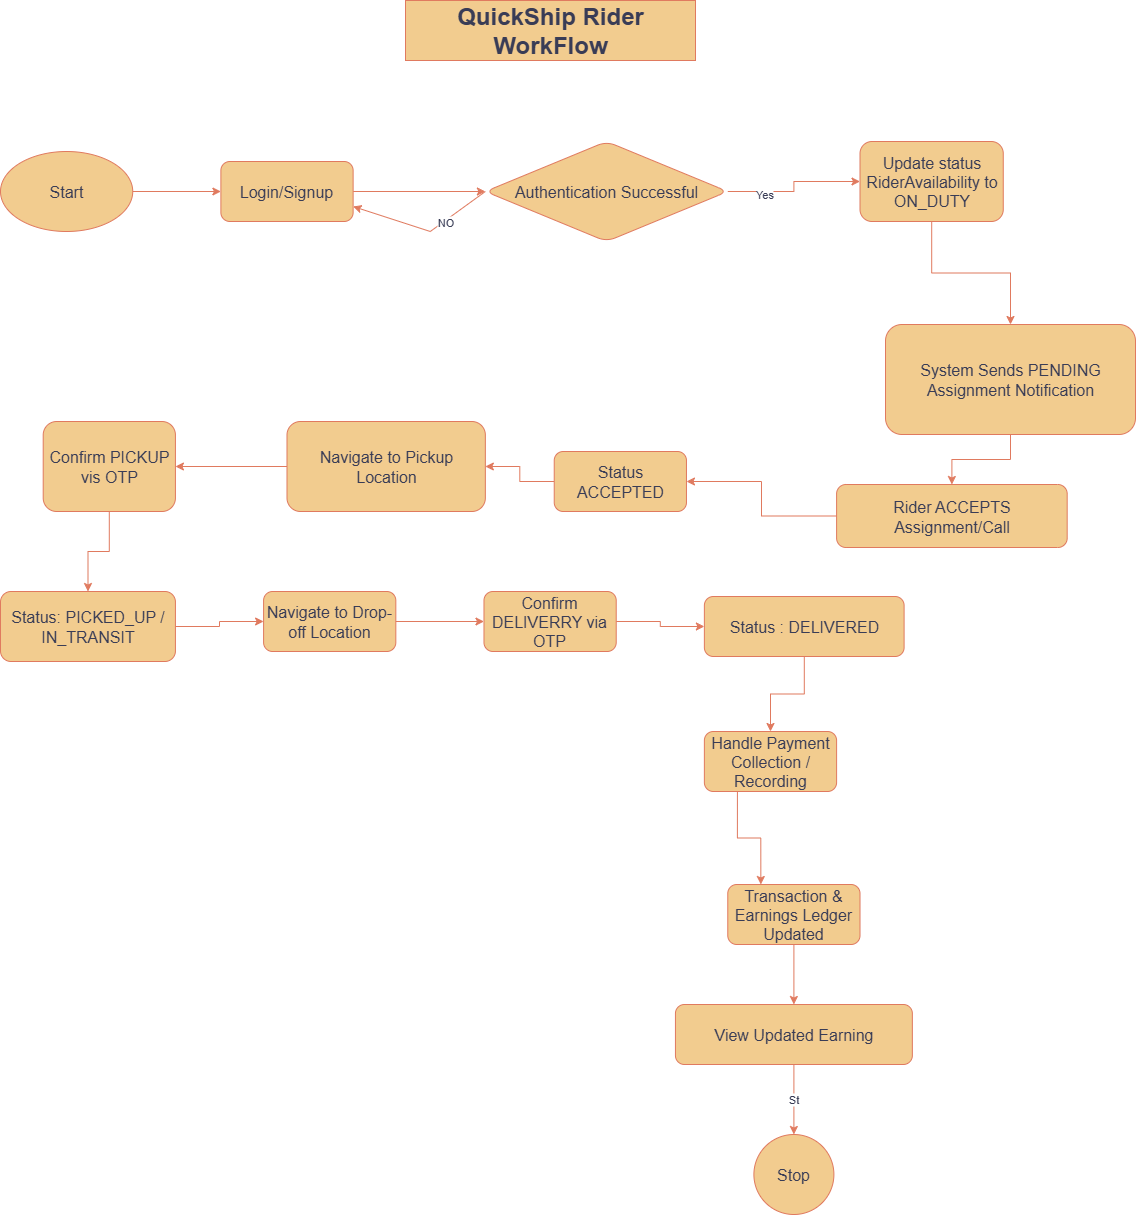 QuickShip Rider
WorkFlow
Start
Login/Signup
NO
Authentication Successful
Yes
Update status
RiderAvailability to
ON_DUTY
System Sends PENDING
Assignment Notification
Rider ACCEPTS
Assignment/Call
Status
ACCEPTED
Navigate to Pickup
Location
Confirm PICKUP
vis OTP
Status: PICKED_UP /
IN_TRANSIT
Navigate to Drop-
off Location
Confirm
DELIVERRY via
OTP
Status : DELIVERED
Handle Payment
Collection /
Recording
Transaction &
Earnings Ledger
Updated
View Updated Earning
St
Stop